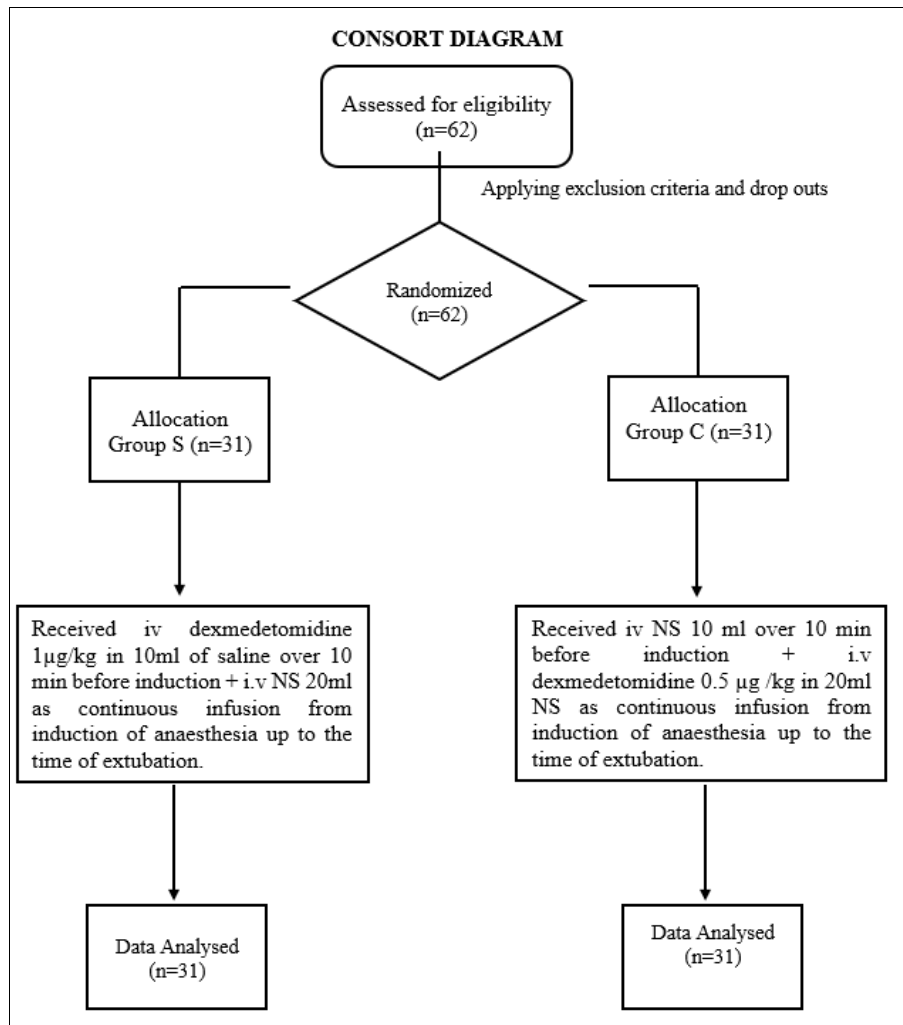 CONSORT DIAGRAM
Assessed for eligibility
(n=62)
Applying exclusion criteria and drop outs
Randomized
(n=62)
Allocation
Group S (n=31)
Allocation
Group C (n=31)
Received iv dexmedetomidine
1µg/kg in 10ml of saline over 10
min before induction + i.v NS 20ml
as continuous infusion from
induction of anaesthesia up to the
time of extubation.
Received iv NS 10 ml over 10 min
before induction + i.v
dexmedetomidine 0.5 µg /kg in 20ml
NS as continuous infusion from
induction of anaesthesia up to the
time of extubation.
Data Analysed
(n=31)
Data Analysed
(n=31)